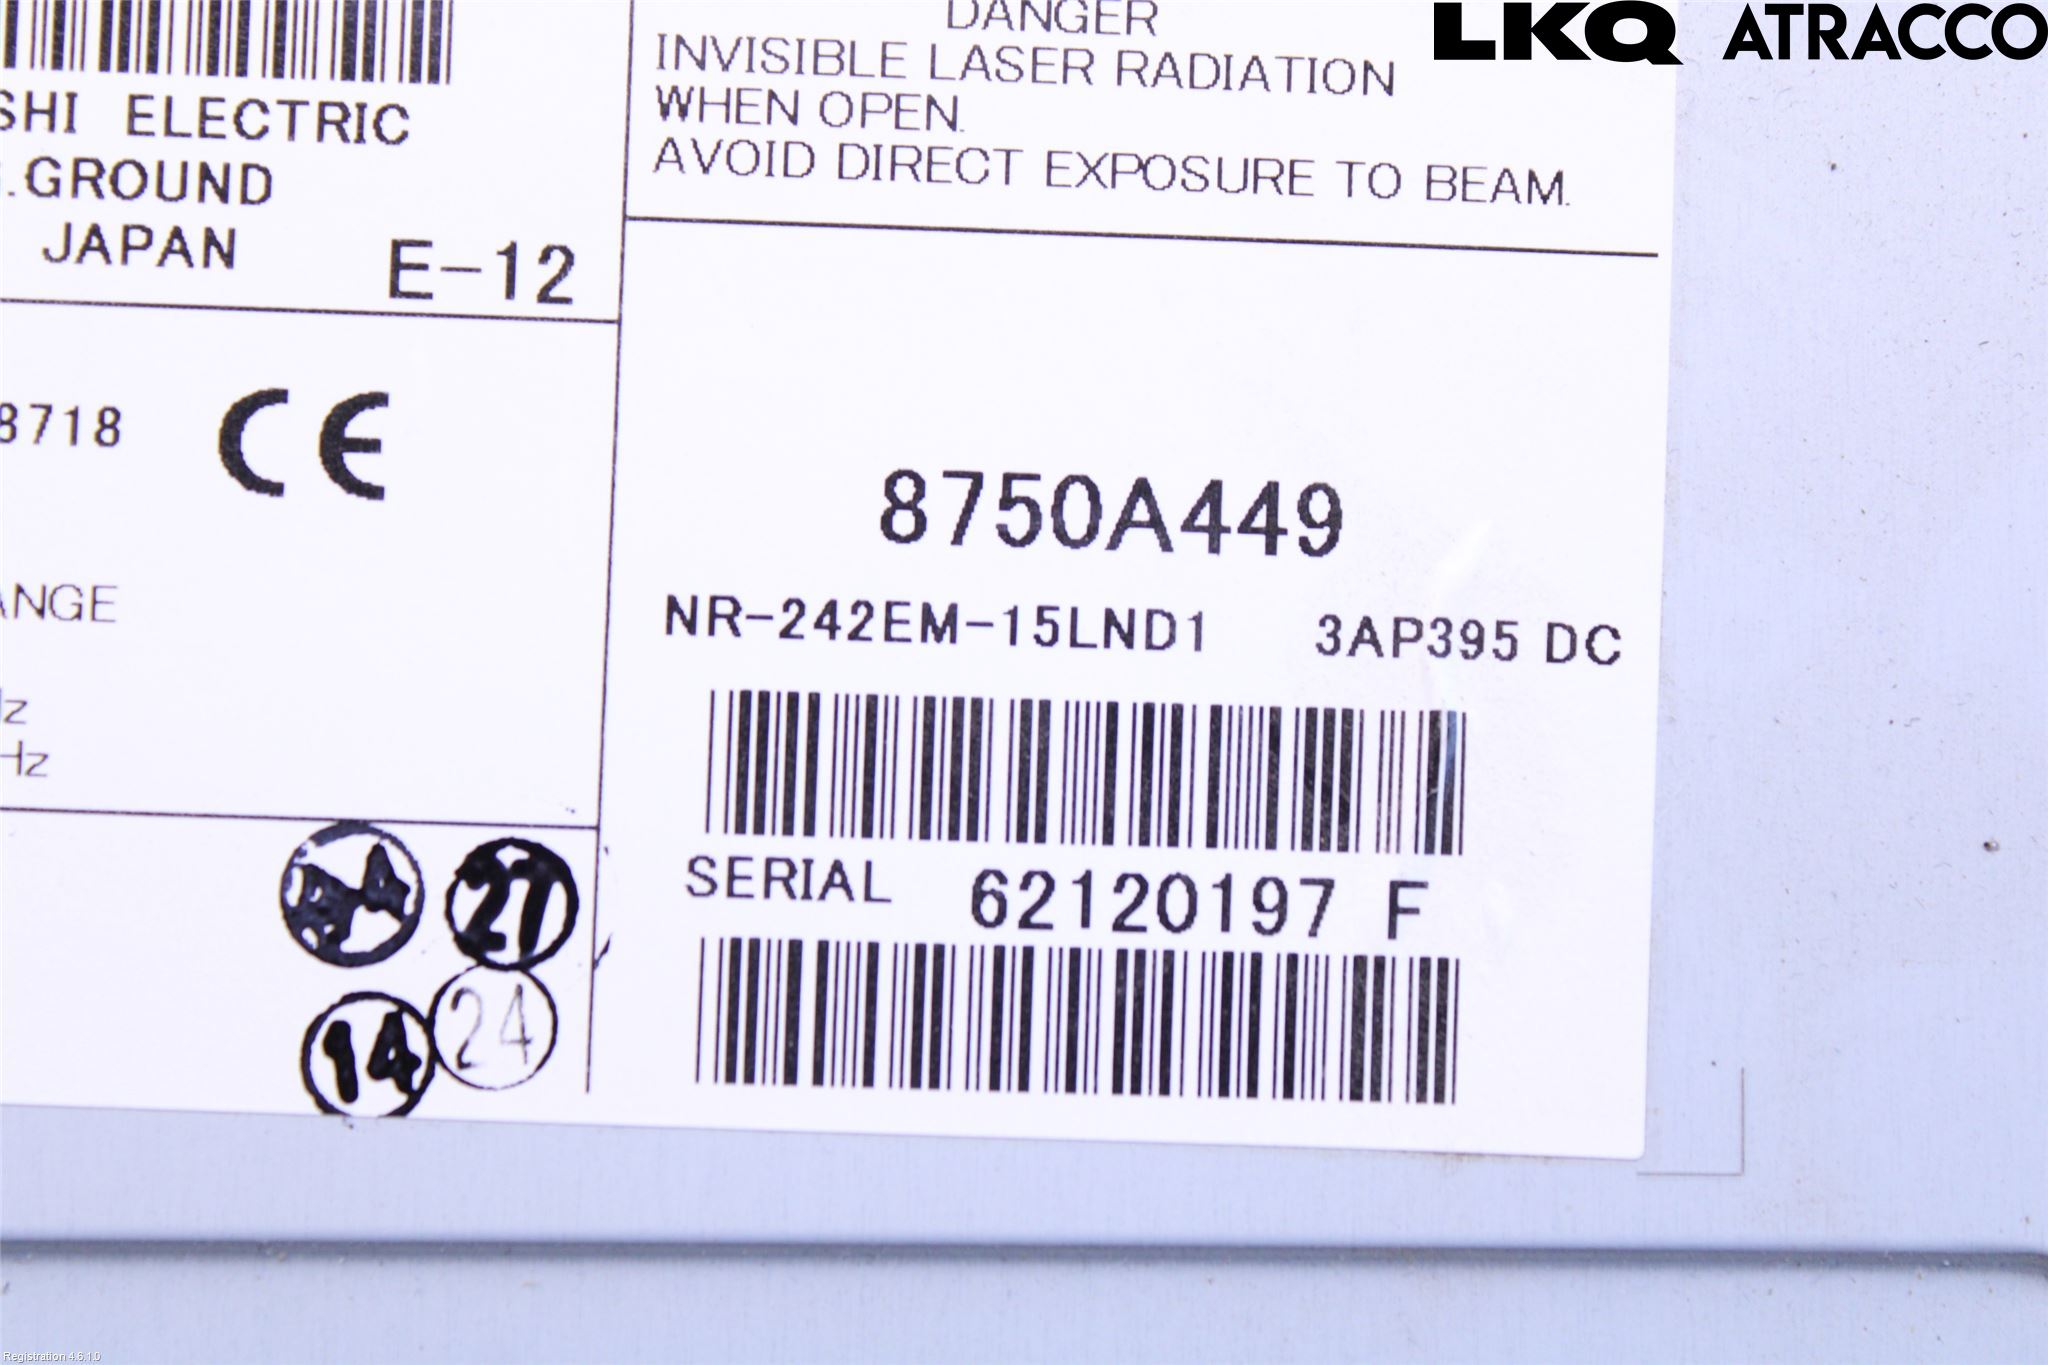 LKQ ATRACCO
SHI ELECTRIC
.GROUND
JAPAN E-12
8718 CE
ANGE
Hz
DANGER
INVISIBLE LASER RADIATION
WHEN OPEN.
AVOID DIRECT EXPOSURE TO BEAM.
8750A449
NR-242EM-15LND1 3AP395 DC
SERIAL 62120197 F
27
14 24
Registration 4.6.1.0